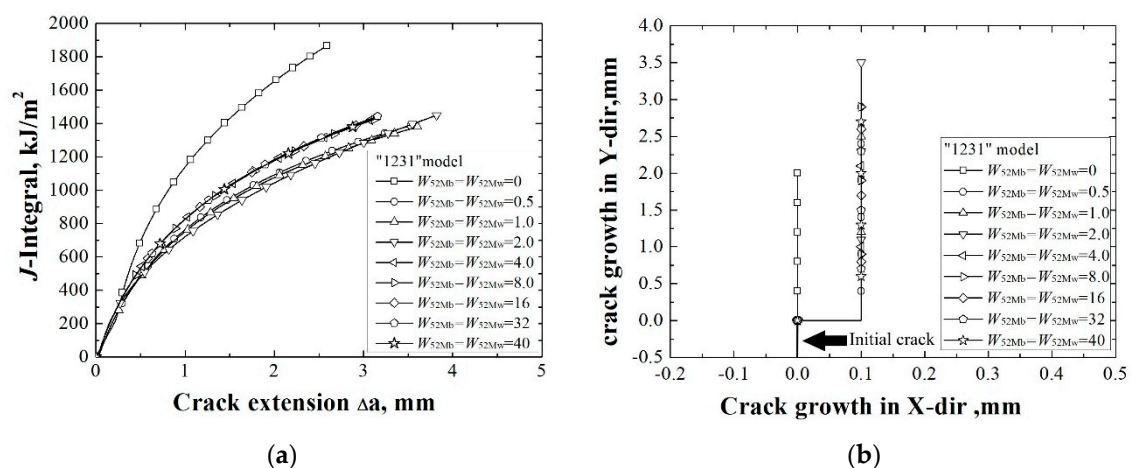 2000
1800
1600
1400
1200
1000
800
600
400
200
0
J-Integral, kJ/m²
"1231"model
W52Mb=W52Mw=0
W52Mb=W52Mw=0.5
W52Mb=W52Mw=1.0
W52Mb=W52Mw=2.0
W52Mb=W52Mw=4.0
W52Mb=W52Mw=8.0
W52Mb=W52Mw=16
W52Mb=W52Mw=32
W52Mb=W52Mw=40
0 1 2 3 4 5
Crack extension Δa, mm
(a)
4.0
3.5
3.0
2.5
2.0
1.5
1.0
0.5
0.0
-0.5
crack growth in Y-dir,mm
"1231" model
W52Mb=W52Mw=0
W52Mb=W52Mw=0.5
W52Mb=W52Mw=1.0
W52Mb=W52Mw=2.0
W52Mb=W52Mw=4.0
W52Mb=W52Mw=8.0
W52Mb=W52Mw=16
W52Mb=W52Mw=32
W52Mb=W52Mw=40
Initial crack
-0.2 -0.1 0.0 0.1 0.2 0.3 0.4 0.5
Crack growth in X-dir ,mm
(b)